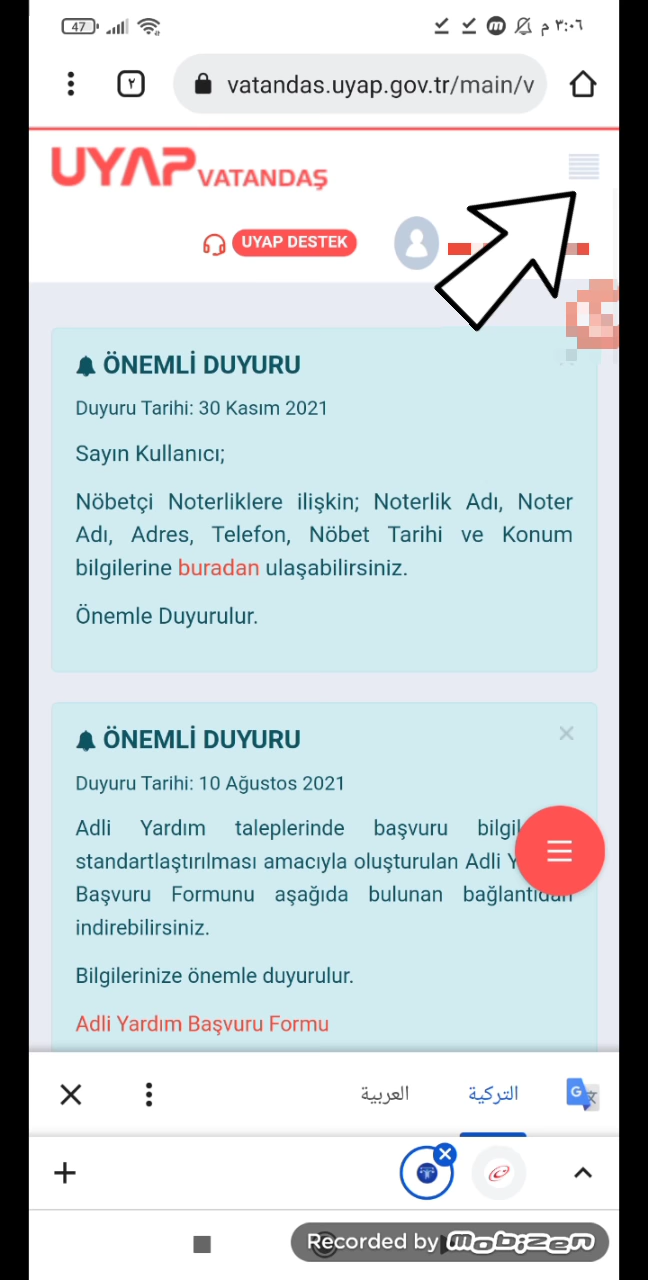 47
٣:٠٦ م
٢
vatandas.uyap.gov.tr/main/v
UYAP VATANDAŞ
UYAP DESTEK
ÖNEMLİ DUYURU
Duyuru Tarihi: 30 Kasım 2021
Sayın Kullanıcı;
Nöbetçi Noterliklere ilişkin; Noterlik Adı, Noter
Adı, Adres, Telefon, Nöbet Tarihi ve Konum
bilgilerine buradan ulaşabilirsiniz.
Önemle Duyurulur.
ÖNEMLİ DUYURU
Duyuru Tarihi: 10 Ağustos 2021
Adli Yardım taleplerinde başvuru bilgil
standartlaştırılması amacıyla oluşturulan Adli Y
Başvuru Formunu aşağıda bulunan bağlantıdan
indirebilirsiniz.
Bilgilerinize önemle duyurulur.
Adli Yardım Başvuru Formu
التركية
العربية
Recorded by mobizen